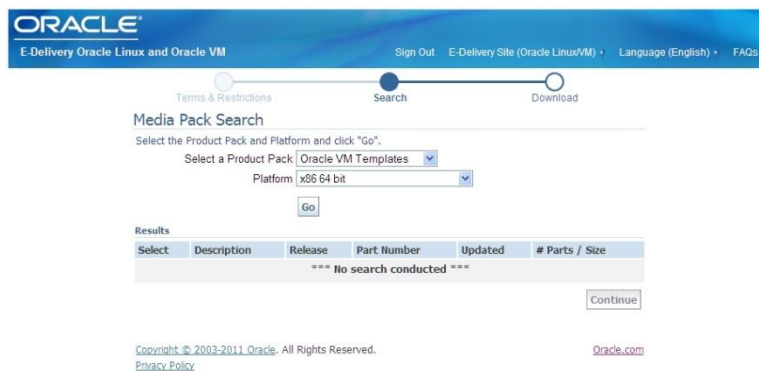 ORACLE®
E-Delivery Oracle Linux and Oracle VM
Sign Out E-Delivery Site (Oracle Linux/VM) Language (English) FAQs
Terms & Restrictions Search Download
Media Pack Search
Select the Product Pack and Platform and click "Go".
Select a Product Pack Oracle VM Templates
Platform x86 64 bit
Go
Results
Select Description Release Part Number Updated # Parts / Size
*** No search conducted ***
Continue
Copyright © 2003-2011 Oracle. All Rights Reserved. Oracle.com
Privacy Policy